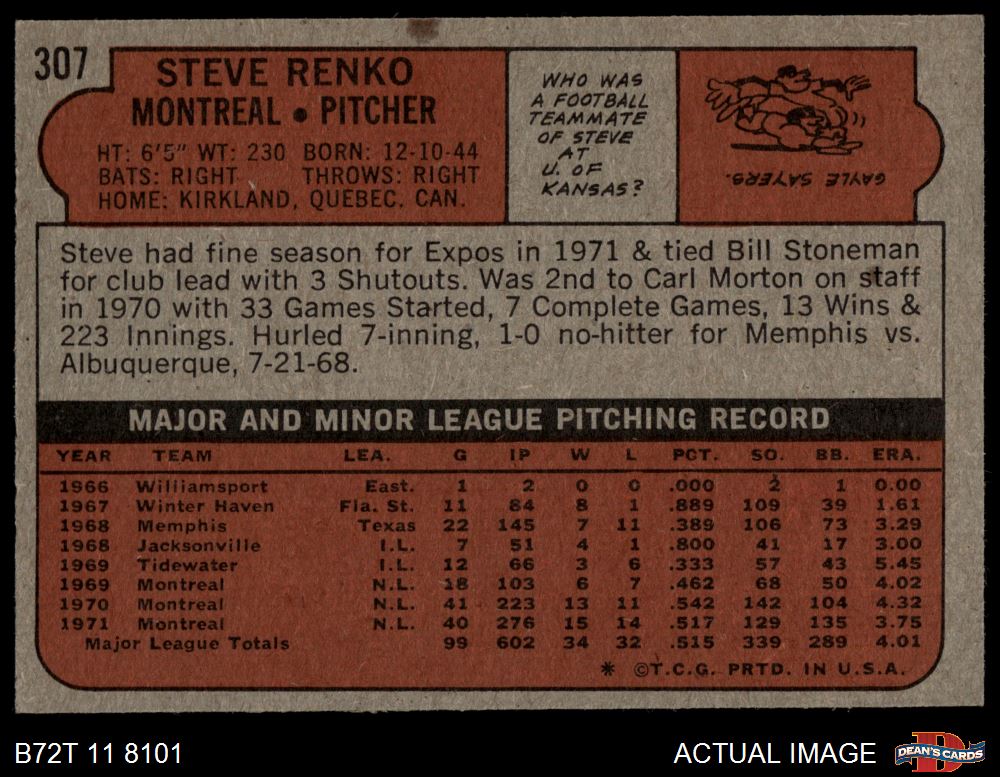 307
STEVE RENKO
MONTREAL • PITCHER
HT: 6'5" WT: 230 BORN: 12-10-44
BATS: RIGHT THROWS: RIGHT
HOME: KIRKLAND, QUEBEC, CAN.
WHO WAS
A FOOTBALL
TEAMMATE
OF STEVE
AT
U. OF
KANSAS?
GAYLE SAYERS.
Steve had fine season for Expos in 1971 & tied Bill Stoneman
for club lead with 3 Shutouts. Was 2nd to Carl Morton on staff
in 1970 with 33 Games Started, 7 Complete Games, 13 Wins &
223 Innings. Hurled 7-inning, 1-0 no-hitter for Memphis vs.
Albuquerque, 7-21-68.
MAJOR AND MINOR LEAGUE PITCHING RECORD
YEAR TEAM LEA. G IP W L PCT. SO. BB. ERA.
1966 Williamsport East. 1 2 0 0 .000 2 1 0.00
1967 Winter Haven Fla. St. 11 84 8 1 .889 109 39 1.61
1968 Memphis Texas 22 145 7 11 .389 106 73 3.29
1968 Jacksonville I.L. 7 51 4 1 .800 41 17 3.00
1969 Tidewater I.L. 12 66 3 6 .333 57 43 5.45
1969 Montreal N.L. 18 103 6 7 .462 68 50 4.02
1970 Montreal N.L. 41 223 13 11 .542 142 104 4.32
1971 Montreal N.L. 40 276 15 14 .517 129 135 3.75
Major League Totals 99 602 34 32 .515 339 289 4.01
* ©T.C.G. PRTD. IN U.S.A.
B72T 11 8101
ACTUAL IMAGE
DEAN'S CARDS